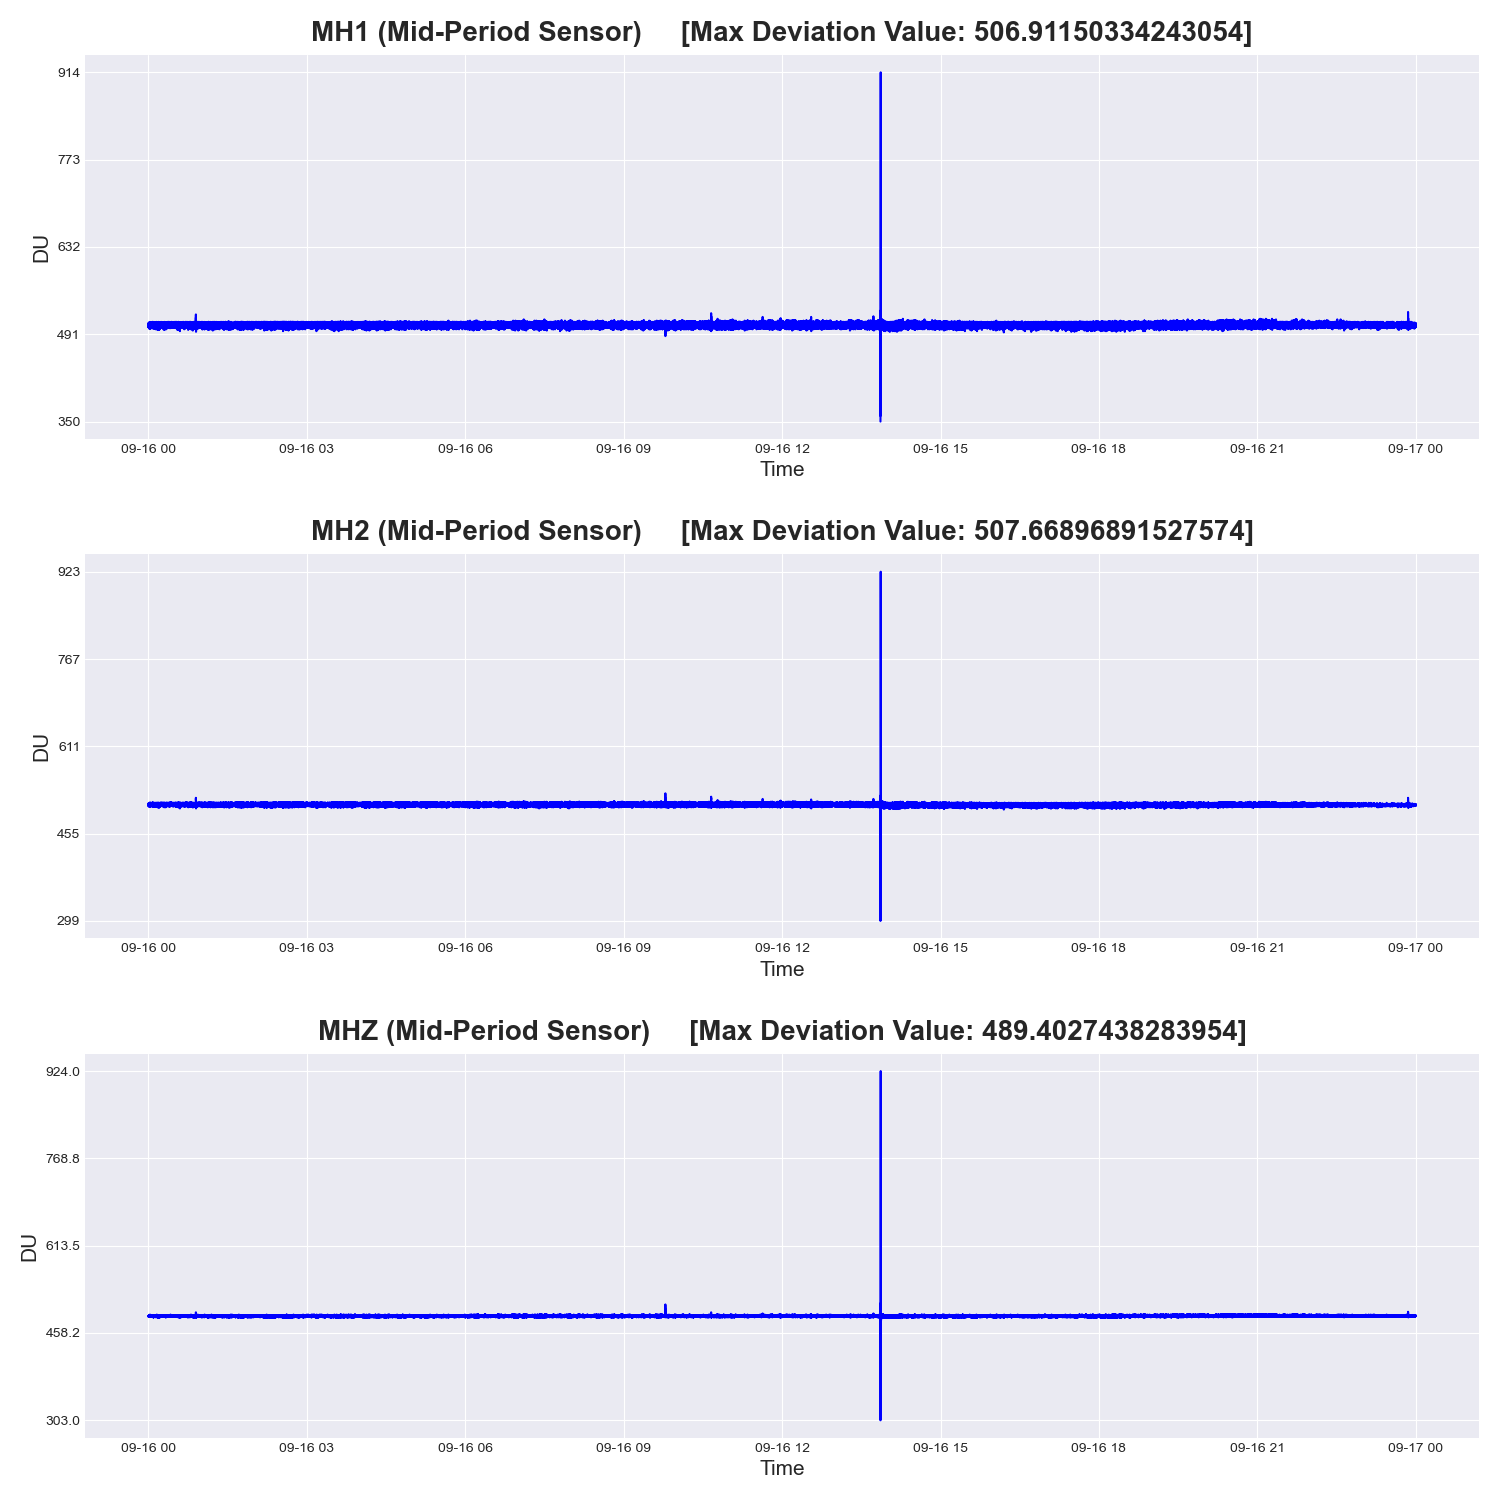 MH1 (Mid-Period Sensor) [Max Deviation Value: 506.91150334243054]
914
773
632
491
350
DU
09-16 00 09-16 03 09-16 06 09-16 09 09-16 12 09-16 15 09-16 18 09-16 21 09-17 00
Time
MH2 (Mid-Period Sensor) [Max Deviation Value: 507.66896891527574]
923
767
611
455
299
DU
09-16 00 09-16 03 09-16 06 09-16 09 09-16 12 09-16 15 09-16 18 09-16 21 09-17 00
Time
MHZ (Mid-Period Sensor) [Max Deviation Value: 489.4027438283954]
924.0
768.8
613.5
458.2
303.0
DU
09-16 00 09-16 03 09-16 06 09-16 09 09-16 12 09-16 15 09-16 18 09-16 21 09-17 00
Time